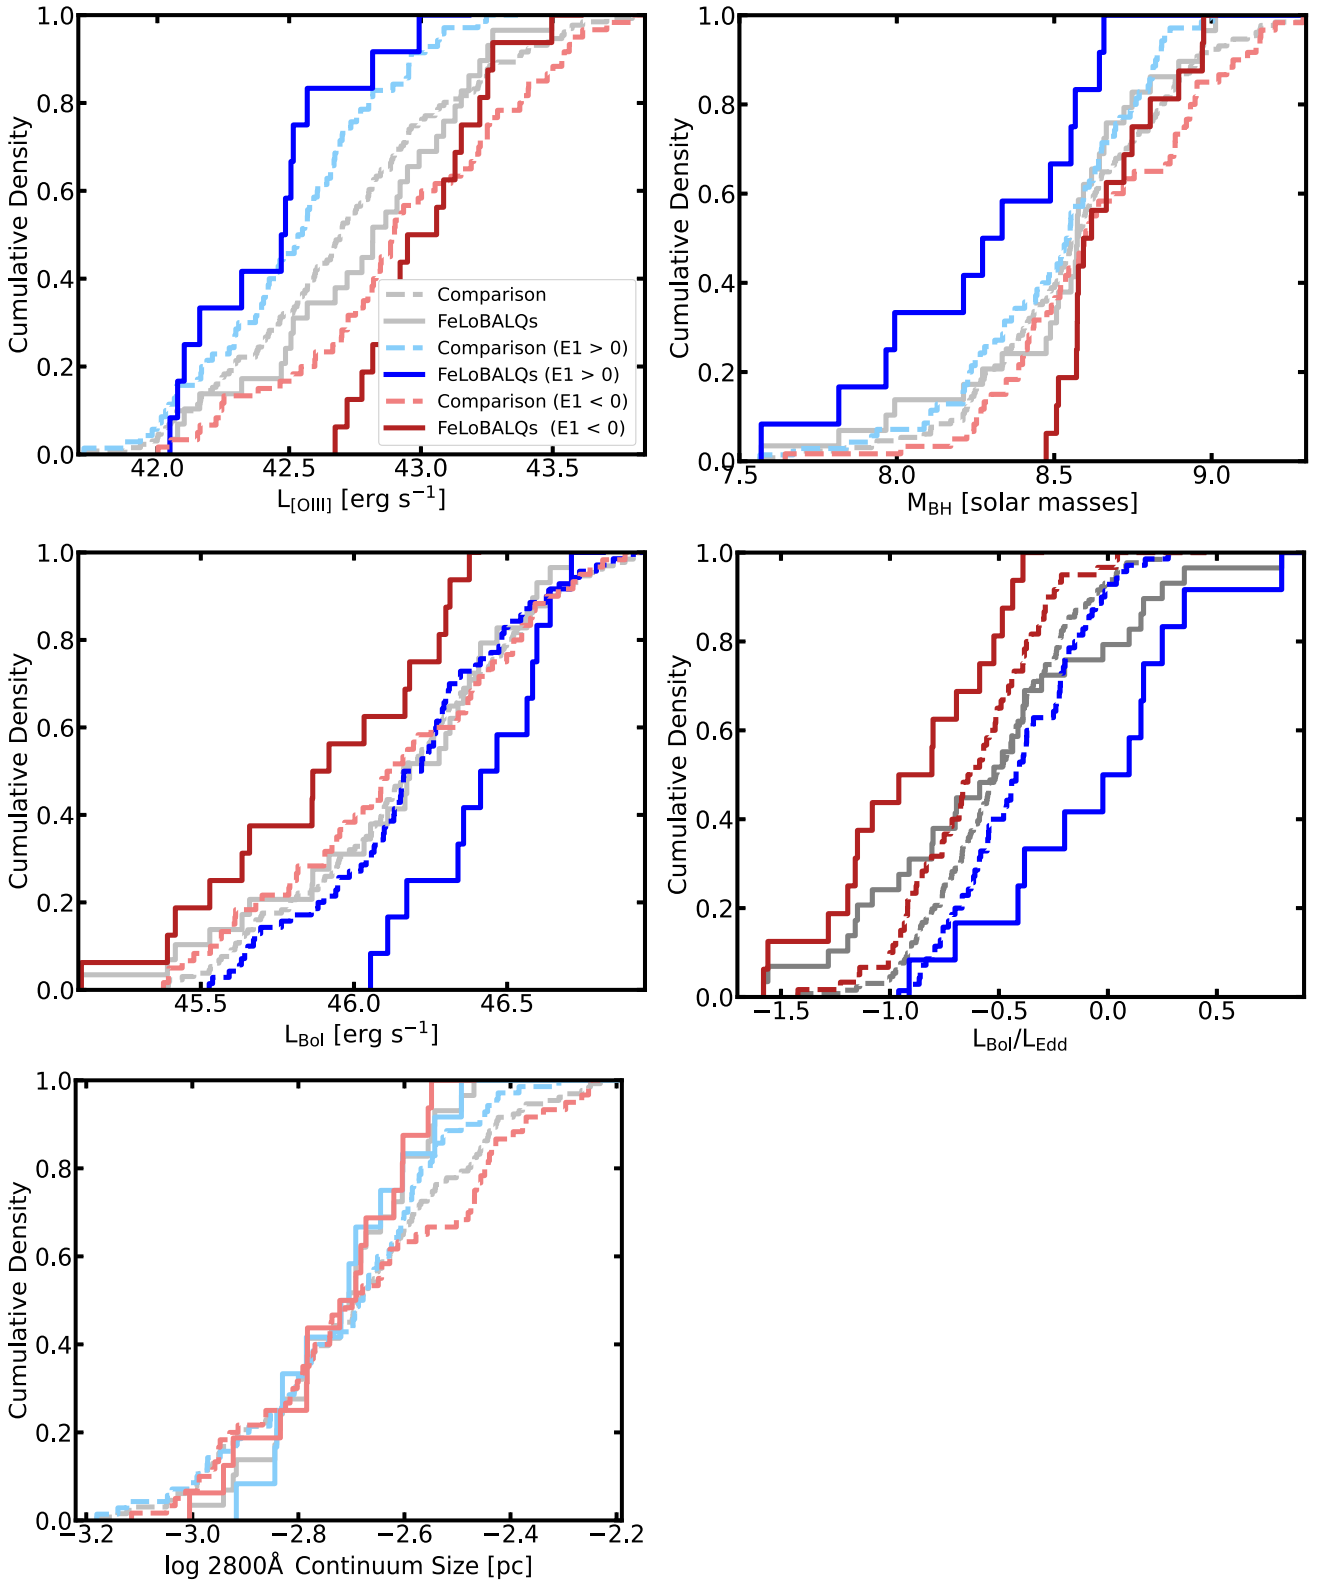 1.0
0.8
0.6
0.4
0.2
0.0
Cumulative Density
42.0 42.5 43.0 43.5
L[OIII] [erg s−1]
Comparison
FeLoBALQs
Comparison (E1 > 0)
FeLoBALQs (E1 > 0)
Comparison (E1 < 0)
FeLoBALQs (E1 < 0)
1.0
0.8
0.6
0.4
0.2
0.0
Cumulative Density
7.5 8.0 8.5 9.0
MBH [solar masses]
1.0
0.8
0.6
0.4
0.2
0.0
Cumulative Density
45.5 46.0 46.5
LBol [erg s−1]
1.0
0.8
0.6
0.4
0.2
0.0
Cumulative Density
−1.5 −1.0 −0.5 0.0 0.5
LBol/LEdd
1.0
0.8
0.6
0.4
0.2
0.0
Cumulative Density
−3.2 −3.0 −2.8 −2.6 −2.4 −2.2
log 2800Å Continuum Size [pc]